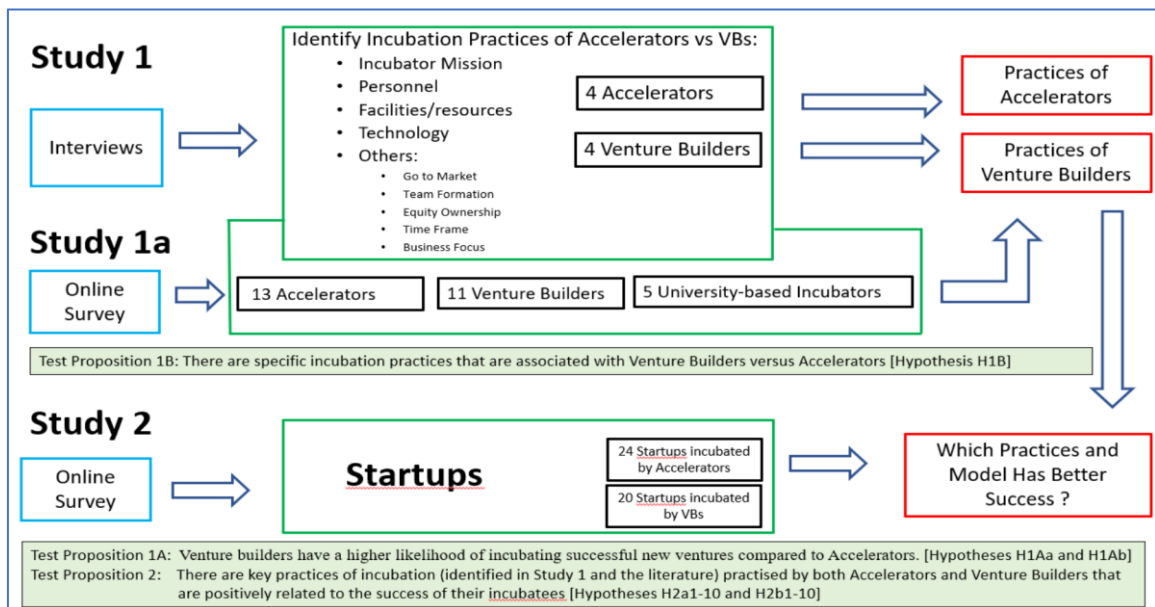 Study 1
Interviews
Identify Incubation Practices of Accelerators vs VBs:
• Incubator Mission
• Personnel
• Facilities/resources
• Technology
• Others:
• Go to Market
• Team Formation
• Equity Ownership
• Time Frame
• Business Focus
4 Accelerators
4 Venture Builders
Practices of
Accelerators
Practices of
Venture Builders
Study 1a
Online
Survey
13 Accelerators
11 Venture Builders
5 University-based Incubators
Test Proposition 1B: There are specific incubation practices that are associated with Venture Builders versus Accelerators [Hypothesis H1B]
Study 2
Online
Survey
Startups
24 Startups incubated
by Accelerators
20 Startups incubated
by VBs
Which Practices and
Model Has Better
Success ?
Test Proposition 1A: Venture builders have a higher likelihood of incubating successful new ventures compared to Accelerators. [Hypotheses H1Aa and H1Ab]
Test Proposition 2: There are key practices of incubation (identified in Study 1 and the literature) practised by both Accelerators and Venture Builders that
are positively related to the success of their incubatees [Hypotheses H2a1-10 and H2b1-10]